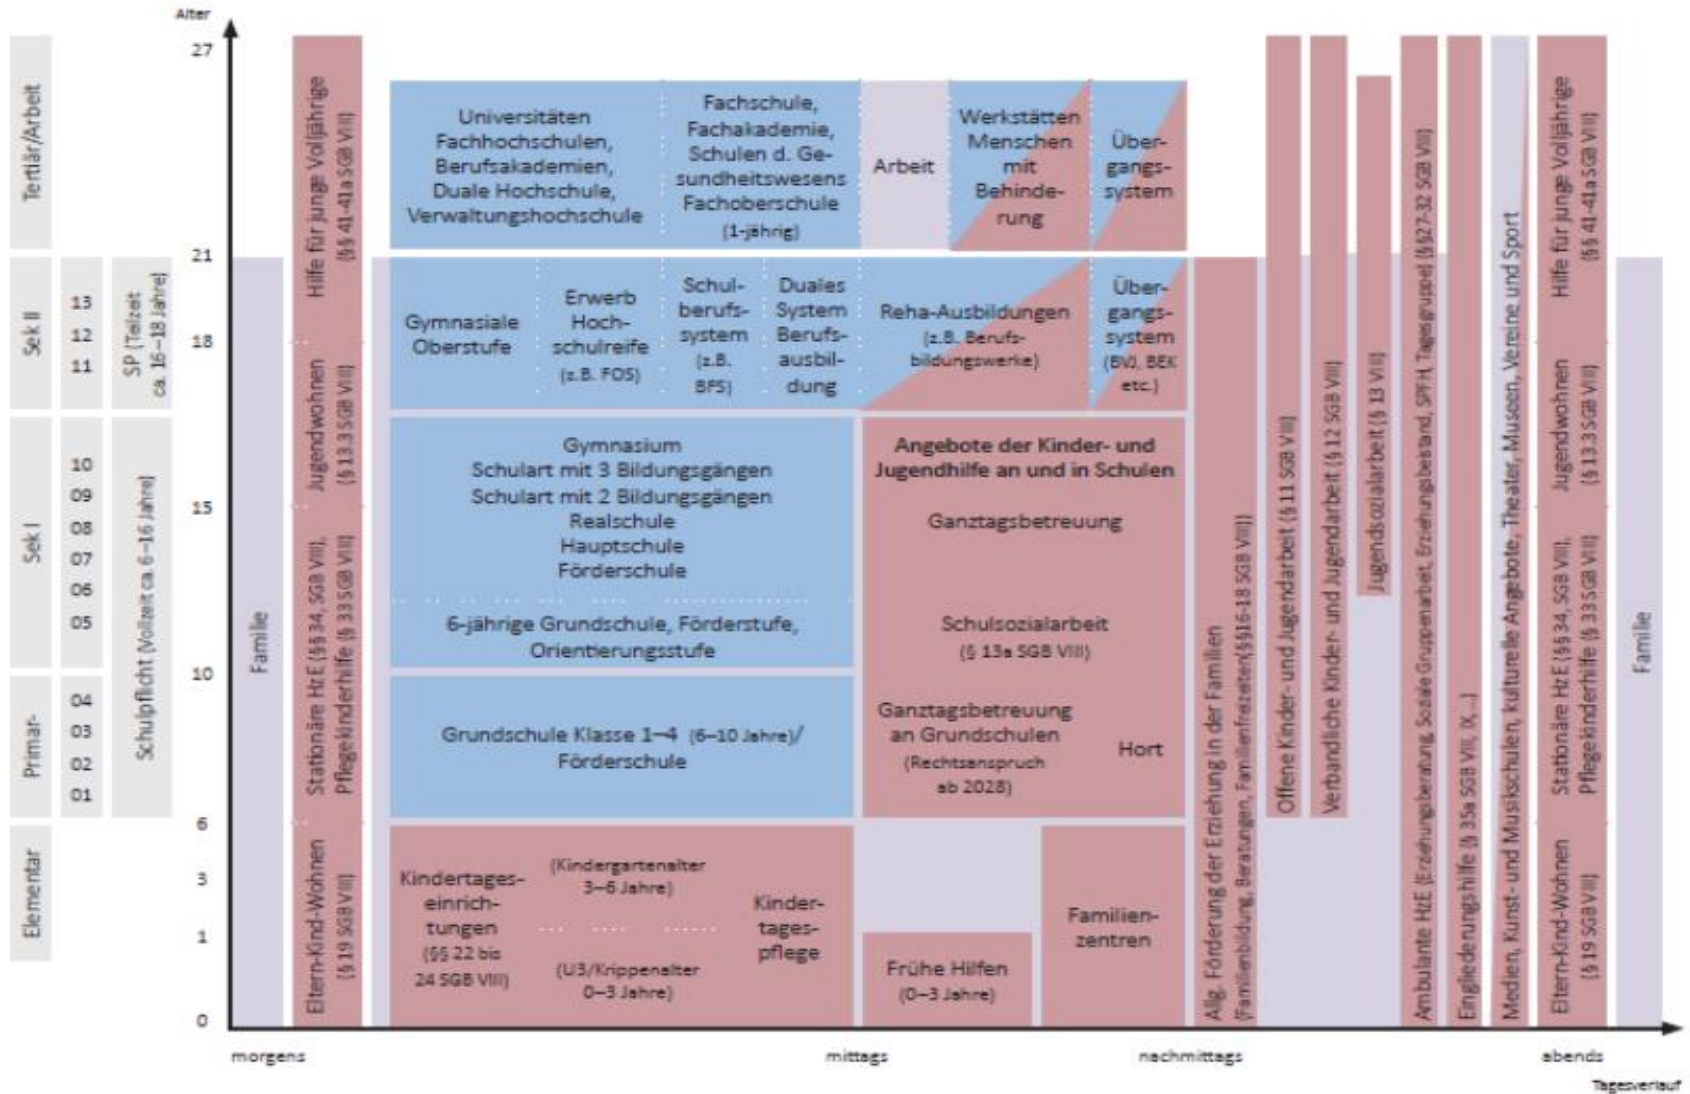 Alter
27
21
18
15
10
6
3
1
0
Tertiär/Arbeit
Sek II
Sek I
Primar-
Elementar
13
12
11
10
09
08
07
06
05
04
03
02
01
SP (Teilzeit
ca. 16–18 Jahre)
Schulpflicht (Vollzeit ca. 6–16 Jahre)
Familie
Hilfe für junge Volljährige
(§§ 41-41a SGB VIII)
Jugendwohnen
(§ 13.3 SGB VIII)
Stationäre HzE (§§ 34, SGB VIII),
Pflegekinderhilfe (§ 33 SGB VIII)
Eltern-Kind-Wohnen
(§ 19 SGB VIII)
Universitäten
Fachhochschulen,
Berufsakademien,
Duale Hochschule,
Verwaltungshochschule
Fachschule,
Fachakademie,
Schulen d. Ge-
sundheitswesens
Fachoberschule
(1-jährig)
Arbeit
Werkstätten
Menschen
mit
Behinde-
rung
Über-
gangs-
system
Gymnasiale
Oberstufe
Erwerb
Hoch-
schulreife
(z.B. FOS)
Schul-
berufs-
system
(z.B.
BFS)
Duales
System
Berufs-
ausbil-
dung
Reha-Ausbildungen
(z.B. Berufs-
bildungswerke)
Über-
gangs-
system
(BVJ, BEK
etc.)
Gymnasium
Schulart mit 3 Bildungsgängen
Schulart mit 2 Bildungsgängen
Realschule
Hauptschule
Förderschule
6-jährige Grundschule, Förderstufe,
Orientierungsstufe
Angebote der Kinder- und
Jugendhilfe an und in Schulen
Ganztagsbetreuung
Schulsozialarbeit
(§ 13a SGB VIII)
Grundschule Klasse 1–4 (6–10 Jahre)/
Förderschule
Ganztagsbetreuung
an Grundschulen
(Rechtsanspruch
ab 2028)
Hort
Kindertages-
einrich-
tungen
(§§ 22 bis
24 SGB VIII)
(Kindergartenalter
3–6 Jahre)
(U3/Krippenalter
0–3 Jahre)
Kinder-
tages-
pflege
Frühe Hilfen
(0–3 Jahre)
Familien-
zentren
Allg. Förderung der Erziehung in der Familien
(Familienbildung, Beratungen, Familienfreizeten(§§16-18 SGB VIII))
Offene Kinder- und Jugendarbeit (§ 11 SGB VIII)
Verbandliche Kinder- und Jugendarbeit (§ 12 SGB VIII)
Jugendsozialarbeit (§ 13 VIII)
Ambulante HzE (Erziehungsberatung, Soziale Gruppenarbeit, Erziehungsbeistand, SPFH, Tagesgruppe) (§§27-32 SGB VIII)
Eingliederungshilfe (§ 35a SGB VIII, IX, ...)
Medien, Kunst- und Musikschulen, kulturelle Angebote, Theater, Museen, Vereine und Sport
Hilfe für junge Volljährige
(§§ 41-41a SGB VIII)
Jugendwohnen
(§ 13.3 SGB VIII)
Stationäre HzE (§§ 34, SGB VIII),
Pflegekinderhilfe (§ 33 SGB VIII)
Eltern-Kind-Wohnen
(§ 19 SGB VIII)
Familie
morgens
mittags
nachmittags
abends
Tagesverlauf